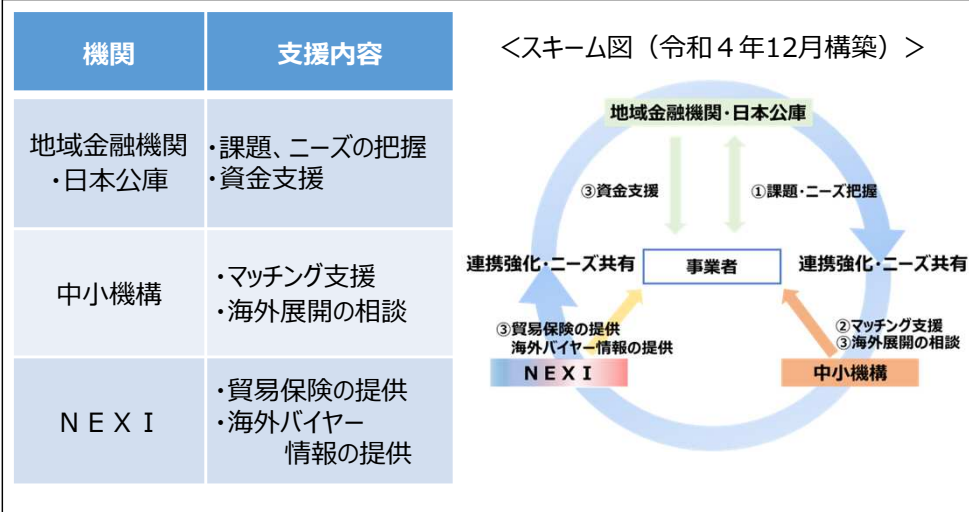 機関
支援内容
地域金融機関
・日本公庫
・課題、ニーズの把握
・資金支援
中小機構
・マッチング支援
・海外展開の相談
ＮＥＸＩ
・貿易保険の提供
・海外バイヤー
情報の提供
＜スキーム図（令和４年12月構築）＞
地域金融機関・日本公庫
③資金支援
①課題・ニーズ把握
連携強化・ニーズ共有
事業者
連携強化・ニーズ共有
③貿易保険の提供
海外バイヤー情報の提供
ＮＥＸＩ
②マッチング支援
③海外展開の相談
中小機構